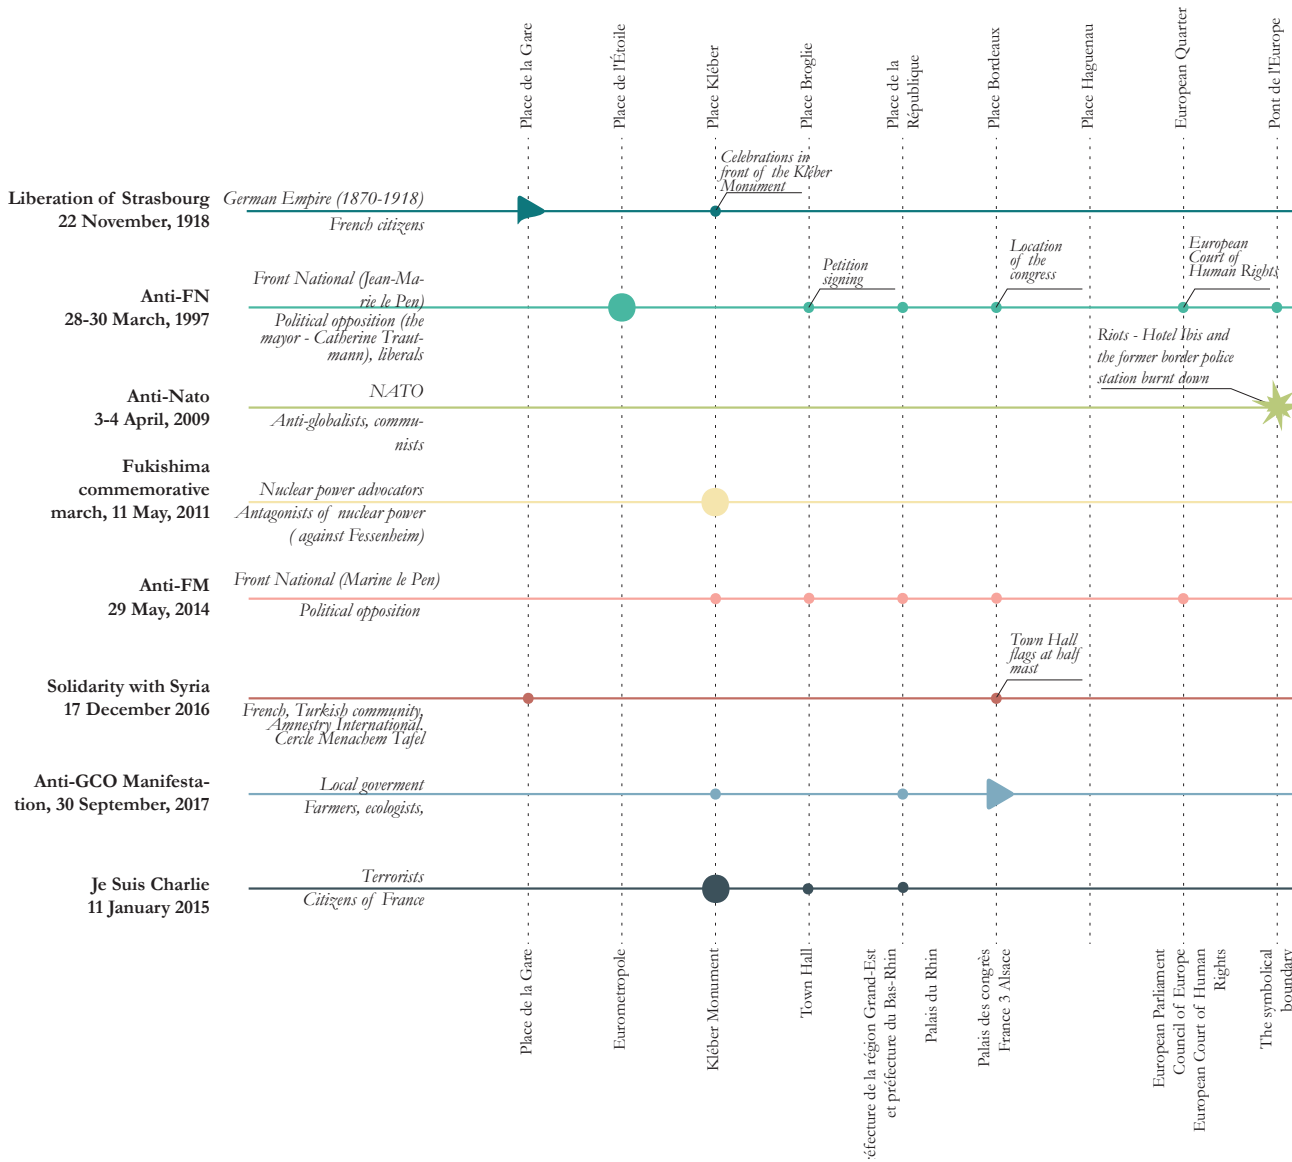 Place de la Gare
Place de l'Étoile
Place Kléber
Place Broglie
Place de la
République
Place Bordeaux
Place Haguenau
European Quarter
Pont de l'Europe
Liberation of Strasbourg
22 November, 1918
German Empire (1870-1918)
French citizens
Celebrations in
front of the Kléber
Monument
Anti-FN
28-30 March, 1997
Front National (Jean-Ma-
rie le Pen)
Political opposition (the
mayor - Catherine Traut-
mann), liberals
Petition
signing
Location
of the
congress
European
Court of
Human Rights
Anti-Nato
3-4 April, 2009
NATO
Anti-globalists, commu-
nists
Riots - Hotel Ibis and
the former border police
station burnt down
Fukishima
commemorative
march, 11 May, 2011
Nuclear power advocators
Antagonists of nuclear power
( against Fessenheim)
Anti-FM
29 May, 2014
Front National (Marine le Pen)
Political opposition
Solidarity with Syria
17 December 2016
French, Turkish community,
Amnestry International.
Cercle Menachem Tafel
Town Hall
flags at half
mast
Anti-GCO Manifesta-
tion, 30 September, 2017
Local goverment
Farmers, ecologists,
Je Suis Charlie
11 January 2015
Terrorists
Citizens of France
Place de la Gare
Eurometropole
Kléber Monument
Town Hall
réfecture de la région Grand-Est
et préfecture du Bas-Rhin
Palais du Rhin
Palais des congrès
France 3 Alsace
European Parliament
Council of Europe
European Court of Human
Rights
The symbolical
boundary